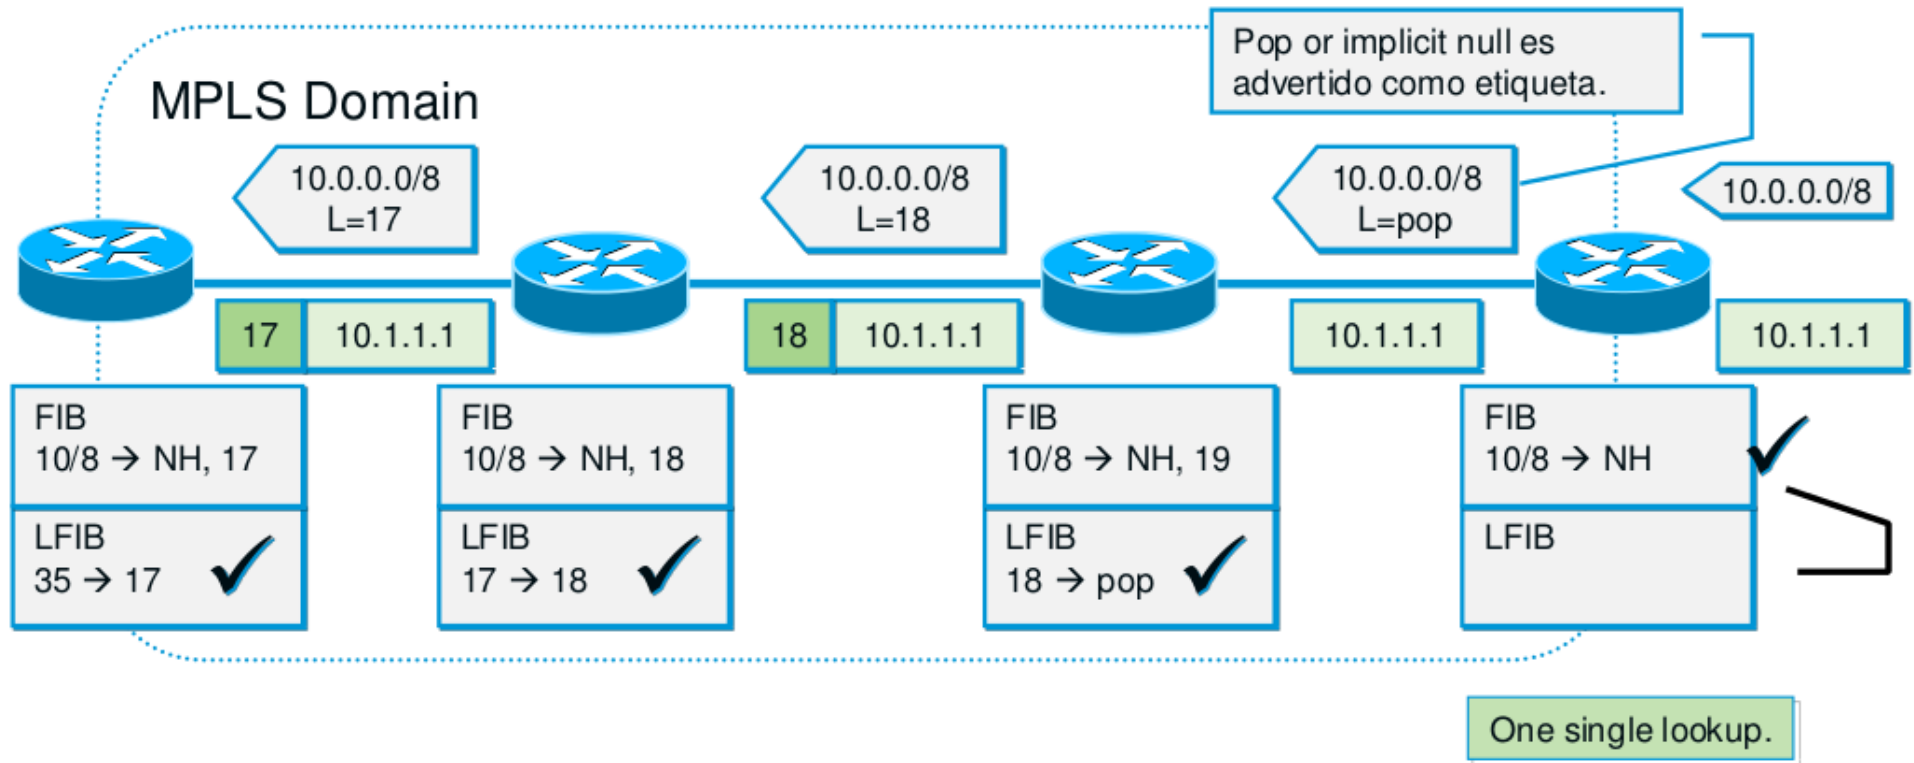 Pop or implicit null es
advertido como etiqueta.
MPLS Domain
10.0.0.0/8
L=17
10.0.0.0/8
L=18
10.0.0.0/8
L=pop
10.0.0.0/8
17 10.1.1.1
18 10.1.1.1
10.1.1.1
10.1.1.1
FIB
10/8 → NH, 17
LFIB
35 → 17
FIB
10/8 → NH, 18
LFIB
17 → 18
FIB
10/8 → NH, 19
LFIB
18 → pop
FIB
10/8 → NH
LFIB
One single lookup.